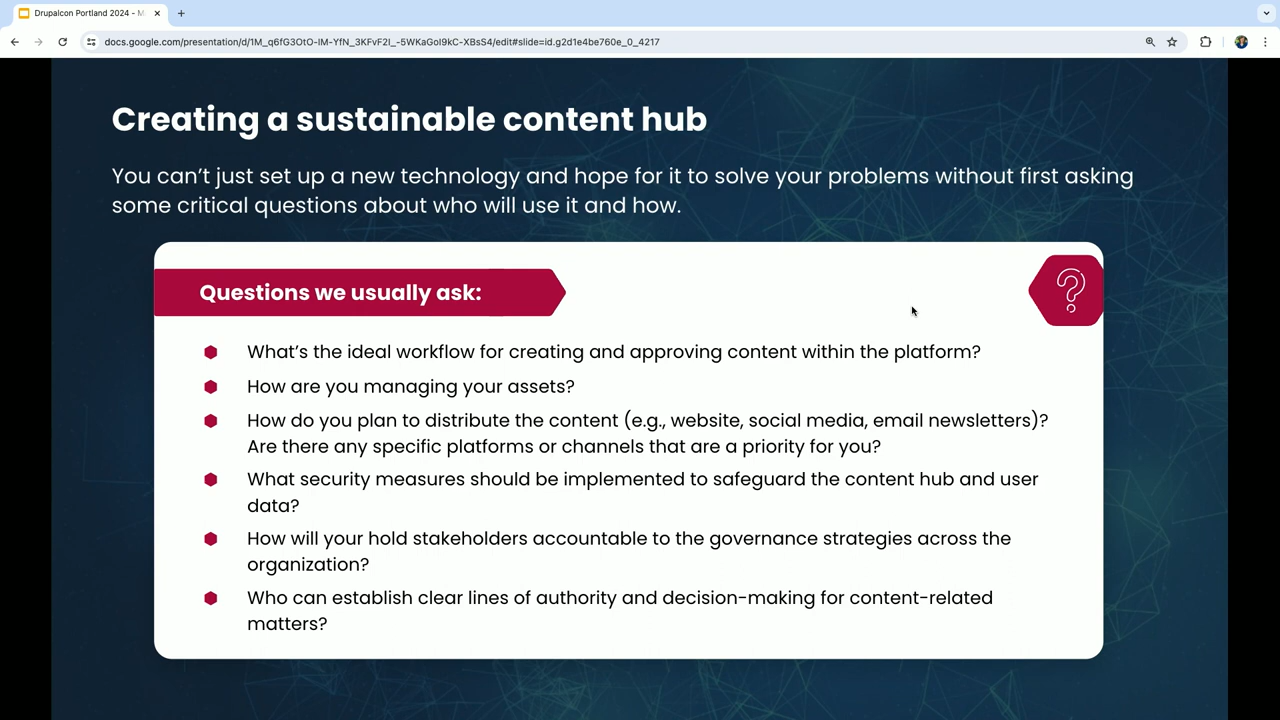 Drupalcon Portland 2024 - M
docs.google.com/presentation/d/1M_q6fG3OtO-IM-YfN_3KFvF2I_-5WKaGoI9kC-XBsS4/edit#slide=id.g2d1e4be760e_0_4217
Creating a sustainable content hub
You can’t just set up a new technology and hope for it to solve your problems without first asking
some critical questions about who will use it and how.
Questions we usually ask:
What’s the ideal workflow for creating and approving content within the platform?
How are you managing your assets?
How do you plan to distribute the content (e.g., website, social media, email newsletters)?
Are there any specific platforms or channels that are a priority for you?
What security measures should be implemented to safeguard the content hub and user
data?
How will your hold stakeholders accountable to the governance strategies across the
organization?
Who can establish clear lines of authority and decision-making for content-related
matters?